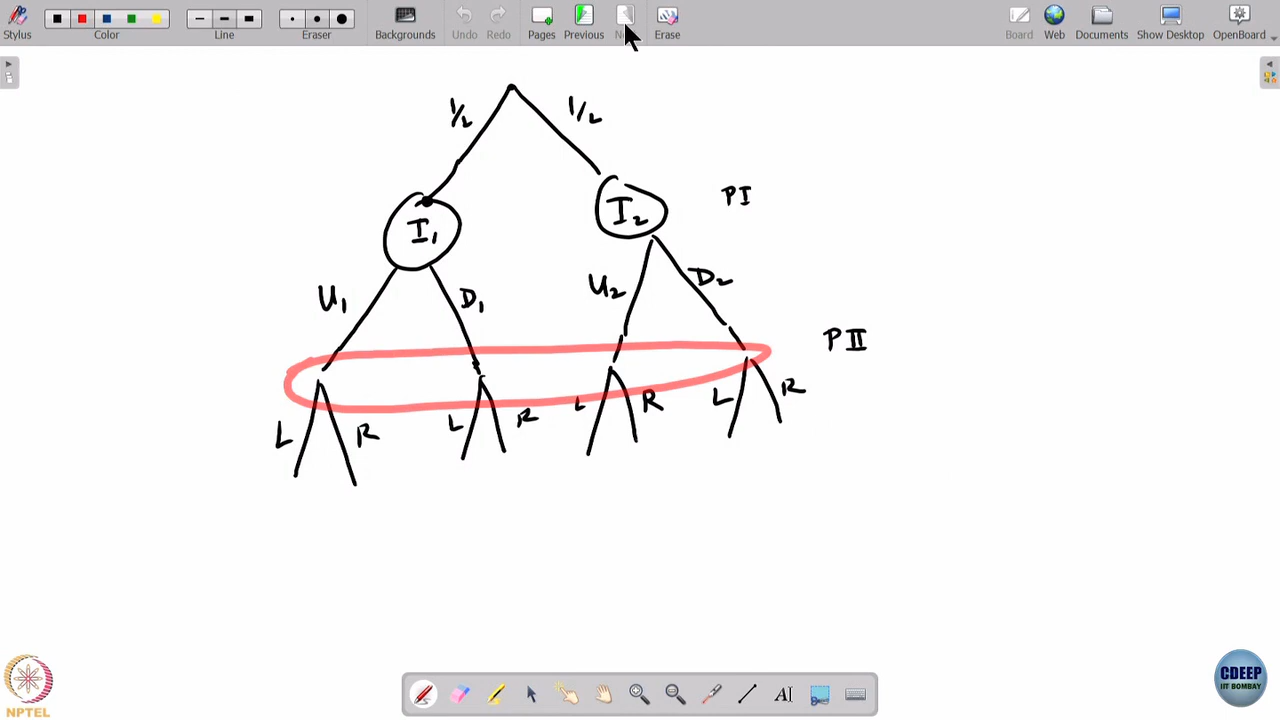 Stylus Color Line Eraser Backgrounds Undo Redo Pages Previous Erase Board Web Documents Show Desktop OpenBoard
1/2 1/2
I1 I2 PI
U1 D1 U2 D2
PII
L R L R L R L R
NPTEL
CDEEP
IIT BOMBAY